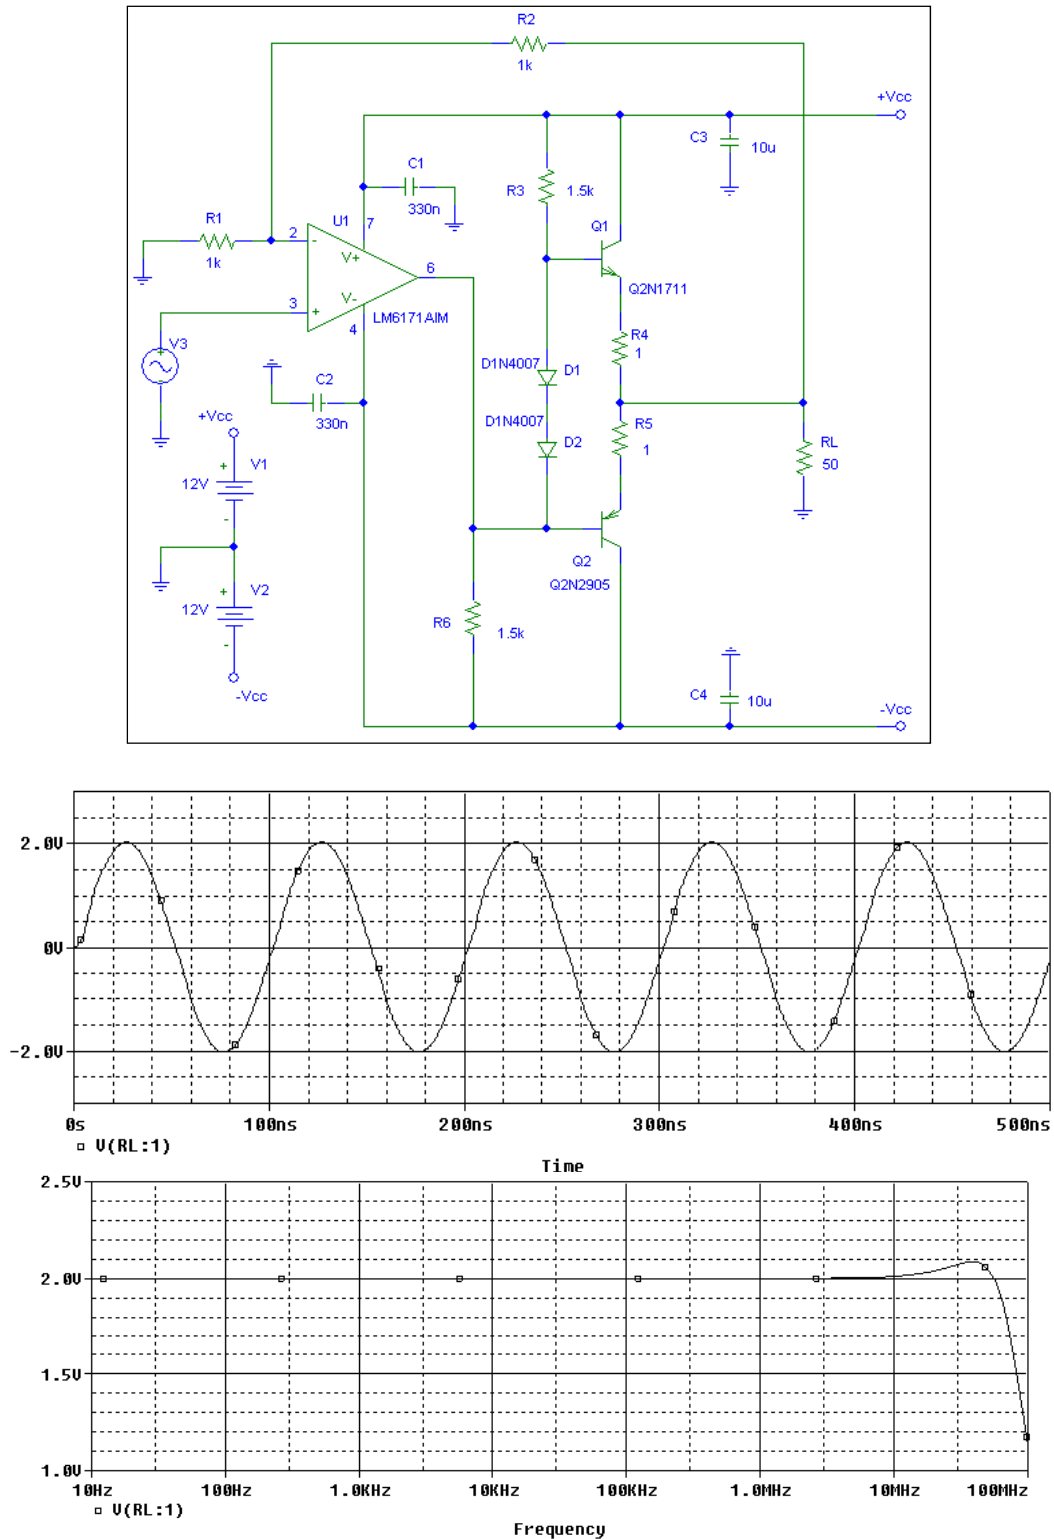 R2
1k
+Vcc
C3
10u
C1
330n
R3
1.5k
R1
1k
U1
7
2
-
V+
Q1
6
Q2N1711
3
+
V-
4
LM6171AIM
R4
1
V3
+
-
D1N4007
D1
C2
330n
D1N4007
D2
R5
1
RL
50
+Vcc
+
V1
12V
-
Q2
Q2N2905
+
V2
12V
-
R6
1.5k
-Vcc
C4
10u
-Vcc
2.0V
0V
-2.0V
0s
100ns
200ns
300ns
400ns
500ns
V(RL:1)
Time
2.5V
2.0V
1.5V
1.0V
10Hz
100Hz
1.0KHz
10KHz
100KHz
1.0MHz
10MHz
100MHz
V(RL:1)
Frequency